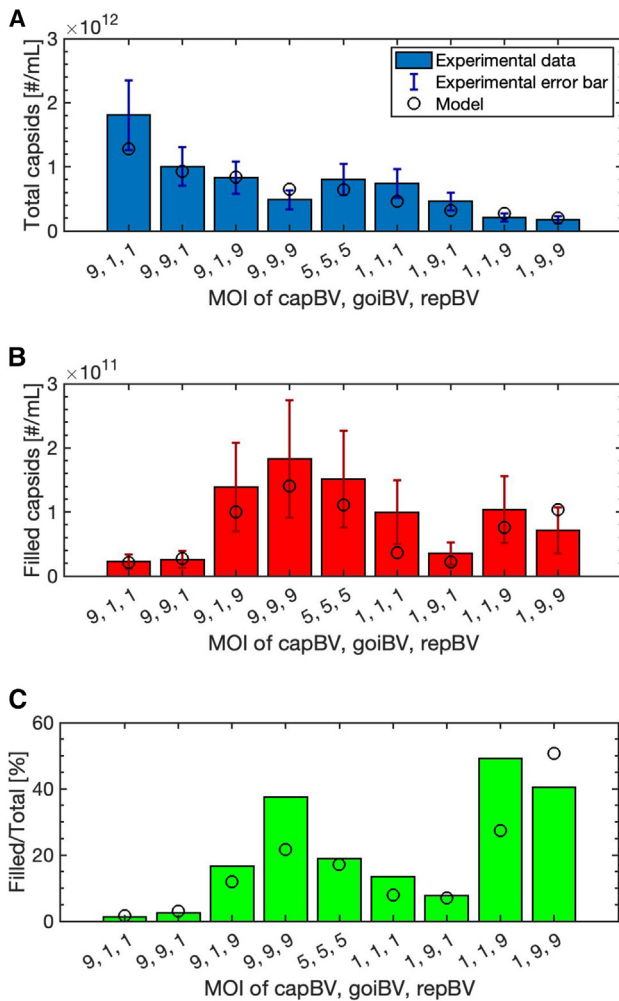 A
×10^12
Total capsids [#/mL]
3
2
1
0
Experimental data
Experimental error bar
Model
9, 1, 1
9, 9, 1
9, 1, 9
9, 9, 9
5, 5, 5
1, 1, 1
1, 9, 1
1, 1, 9
1, 9, 9
MOI of capBV, goiBV, repBV
B
×10^11
Filled capsids [#/mL]
3
2
1
0
9, 1, 1
9, 9, 1
9, 1, 9
9, 9, 9
5, 5, 5
1, 1, 1
1, 9, 1
1, 1, 9
1, 9, 9
MOI of capBV, goiBV, repBV
C
Filled/Total [%]
60
40
20
0
9, 1, 1
9, 9, 1
9, 1, 9
9, 9, 9
5, 5, 5
1, 1, 1
1, 9, 1
1, 1, 9
1, 9, 9
MOI of capBV, goiBV, repBV